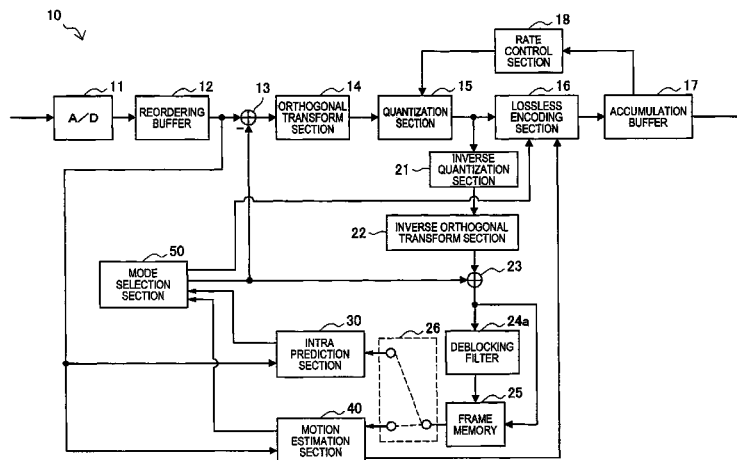 10
18
RATE
CONTROL
SECTION
11
A/D
12
REORDERING
BUFFER
13
−
14
ORTHOGONAL
TRANSFORM
SECTION
15
QUANTIZATION
SECTION
16
LOSSLESS
ENCODING
SECTION
17
ACCUMULATION
BUFFER
21
INVERSE
QUANTIZATION
SECTION
22
INVERSE ORTHOGONAL
TRANSFORM SECTION
50
MODE
SELECTION
SECTION
23
30
INTRA
PREDICTION
SECTION
26
24a
DEBLOCKING
FILTER
40
MOTION
ESTIMATION
SECTION
25
FRAME
MEMORY